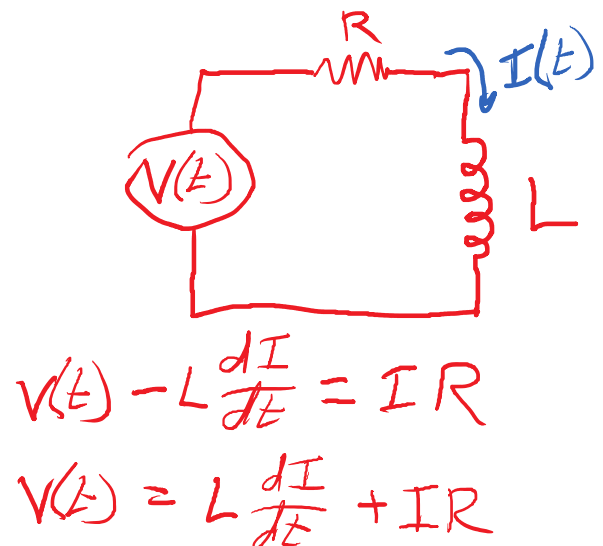 R
I(t)
V(t)
L
V(t) - L dI/dt = IR
V(t) = L dI/dt + IR